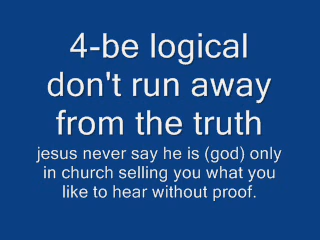 4-be logical
don't run away
from the truth
jesus never say he is (god) only
in church selling you what you
like to hear without proof.